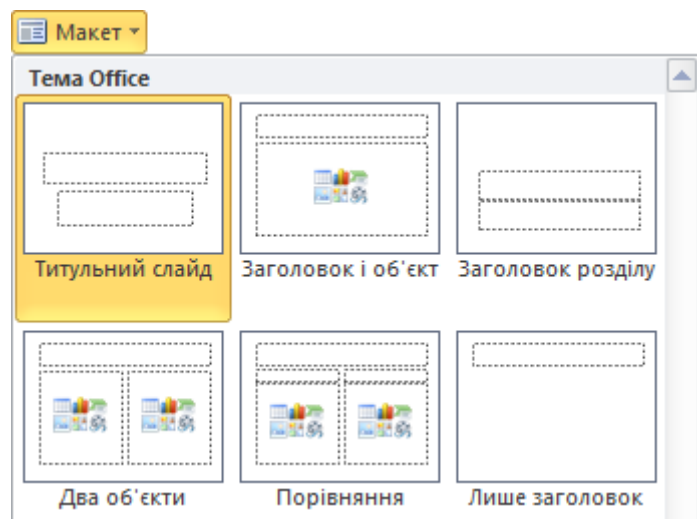 Макет
Тема Office
Титульний слайд
Заголовок і об'єкт
Заголовок розділу
Два об'єкти
Порівняння
Лише заголовок